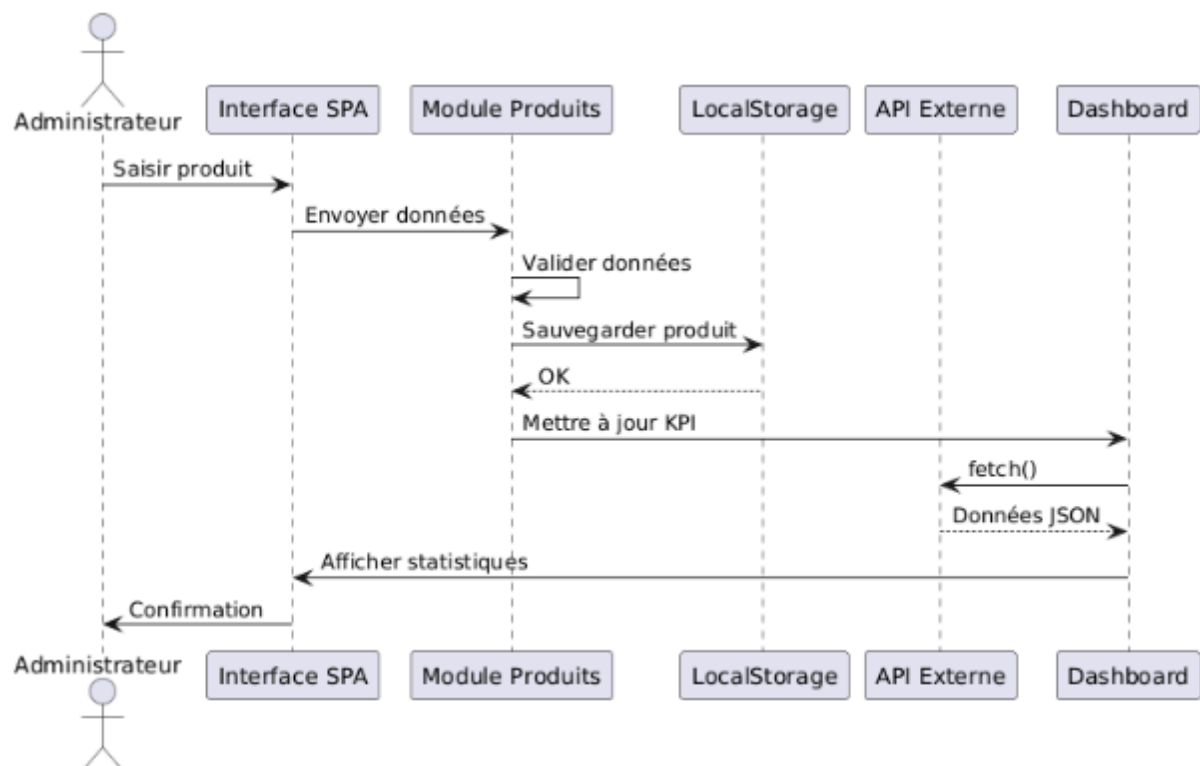 Administrateur
Interface SPA
Module Produits
LocalStorage
API Externe
Dashboard
Saisir produit
Envoyer données
Valider données
Sauvegarder produit
OK
Mettre à jour KPI
fetch()
Données JSON
Afficher statistiques
Confirmation
Administrateur
Interface SPA
Module Produits
LocalStorage
API Externe
Dashboard